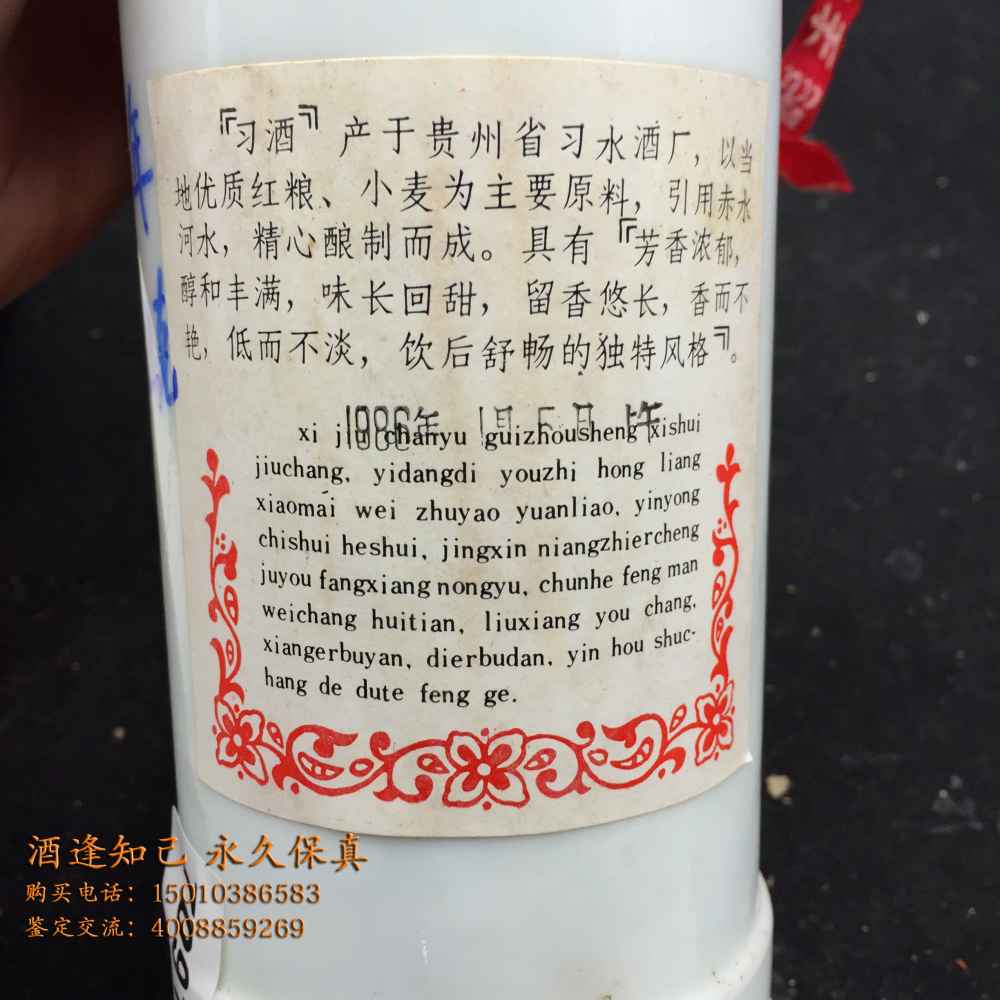 『习酒』 产于贵州省习水酒厂，以当
地优质红粮、小麦为主要原料，引用赤水
河水，精心酿制而成。具有『芳香浓郁，
醇和丰满，味长回甜，留香悠长，香而不
艳，低而不淡，饮后舒畅的独特风格』。
1986年 1月5日上午
xi jiu chanyu guizhousheng xishui
jiuchang, yidangdi youzhi hong liang
xiaomai wei zhuyao yuanliao, yinyong
chishui heshui, jingxin niangzhiercheng
juyou fangxiang nongyu, chunhe feng man
weichang huitian, liuxiang you chang,
xiangerbuyan, dierbudan, yin hou shuc-
hang de dute feng ge.
州
酒逢知己 永久保真
购买电话：15010386583
鉴定交流：4008859269